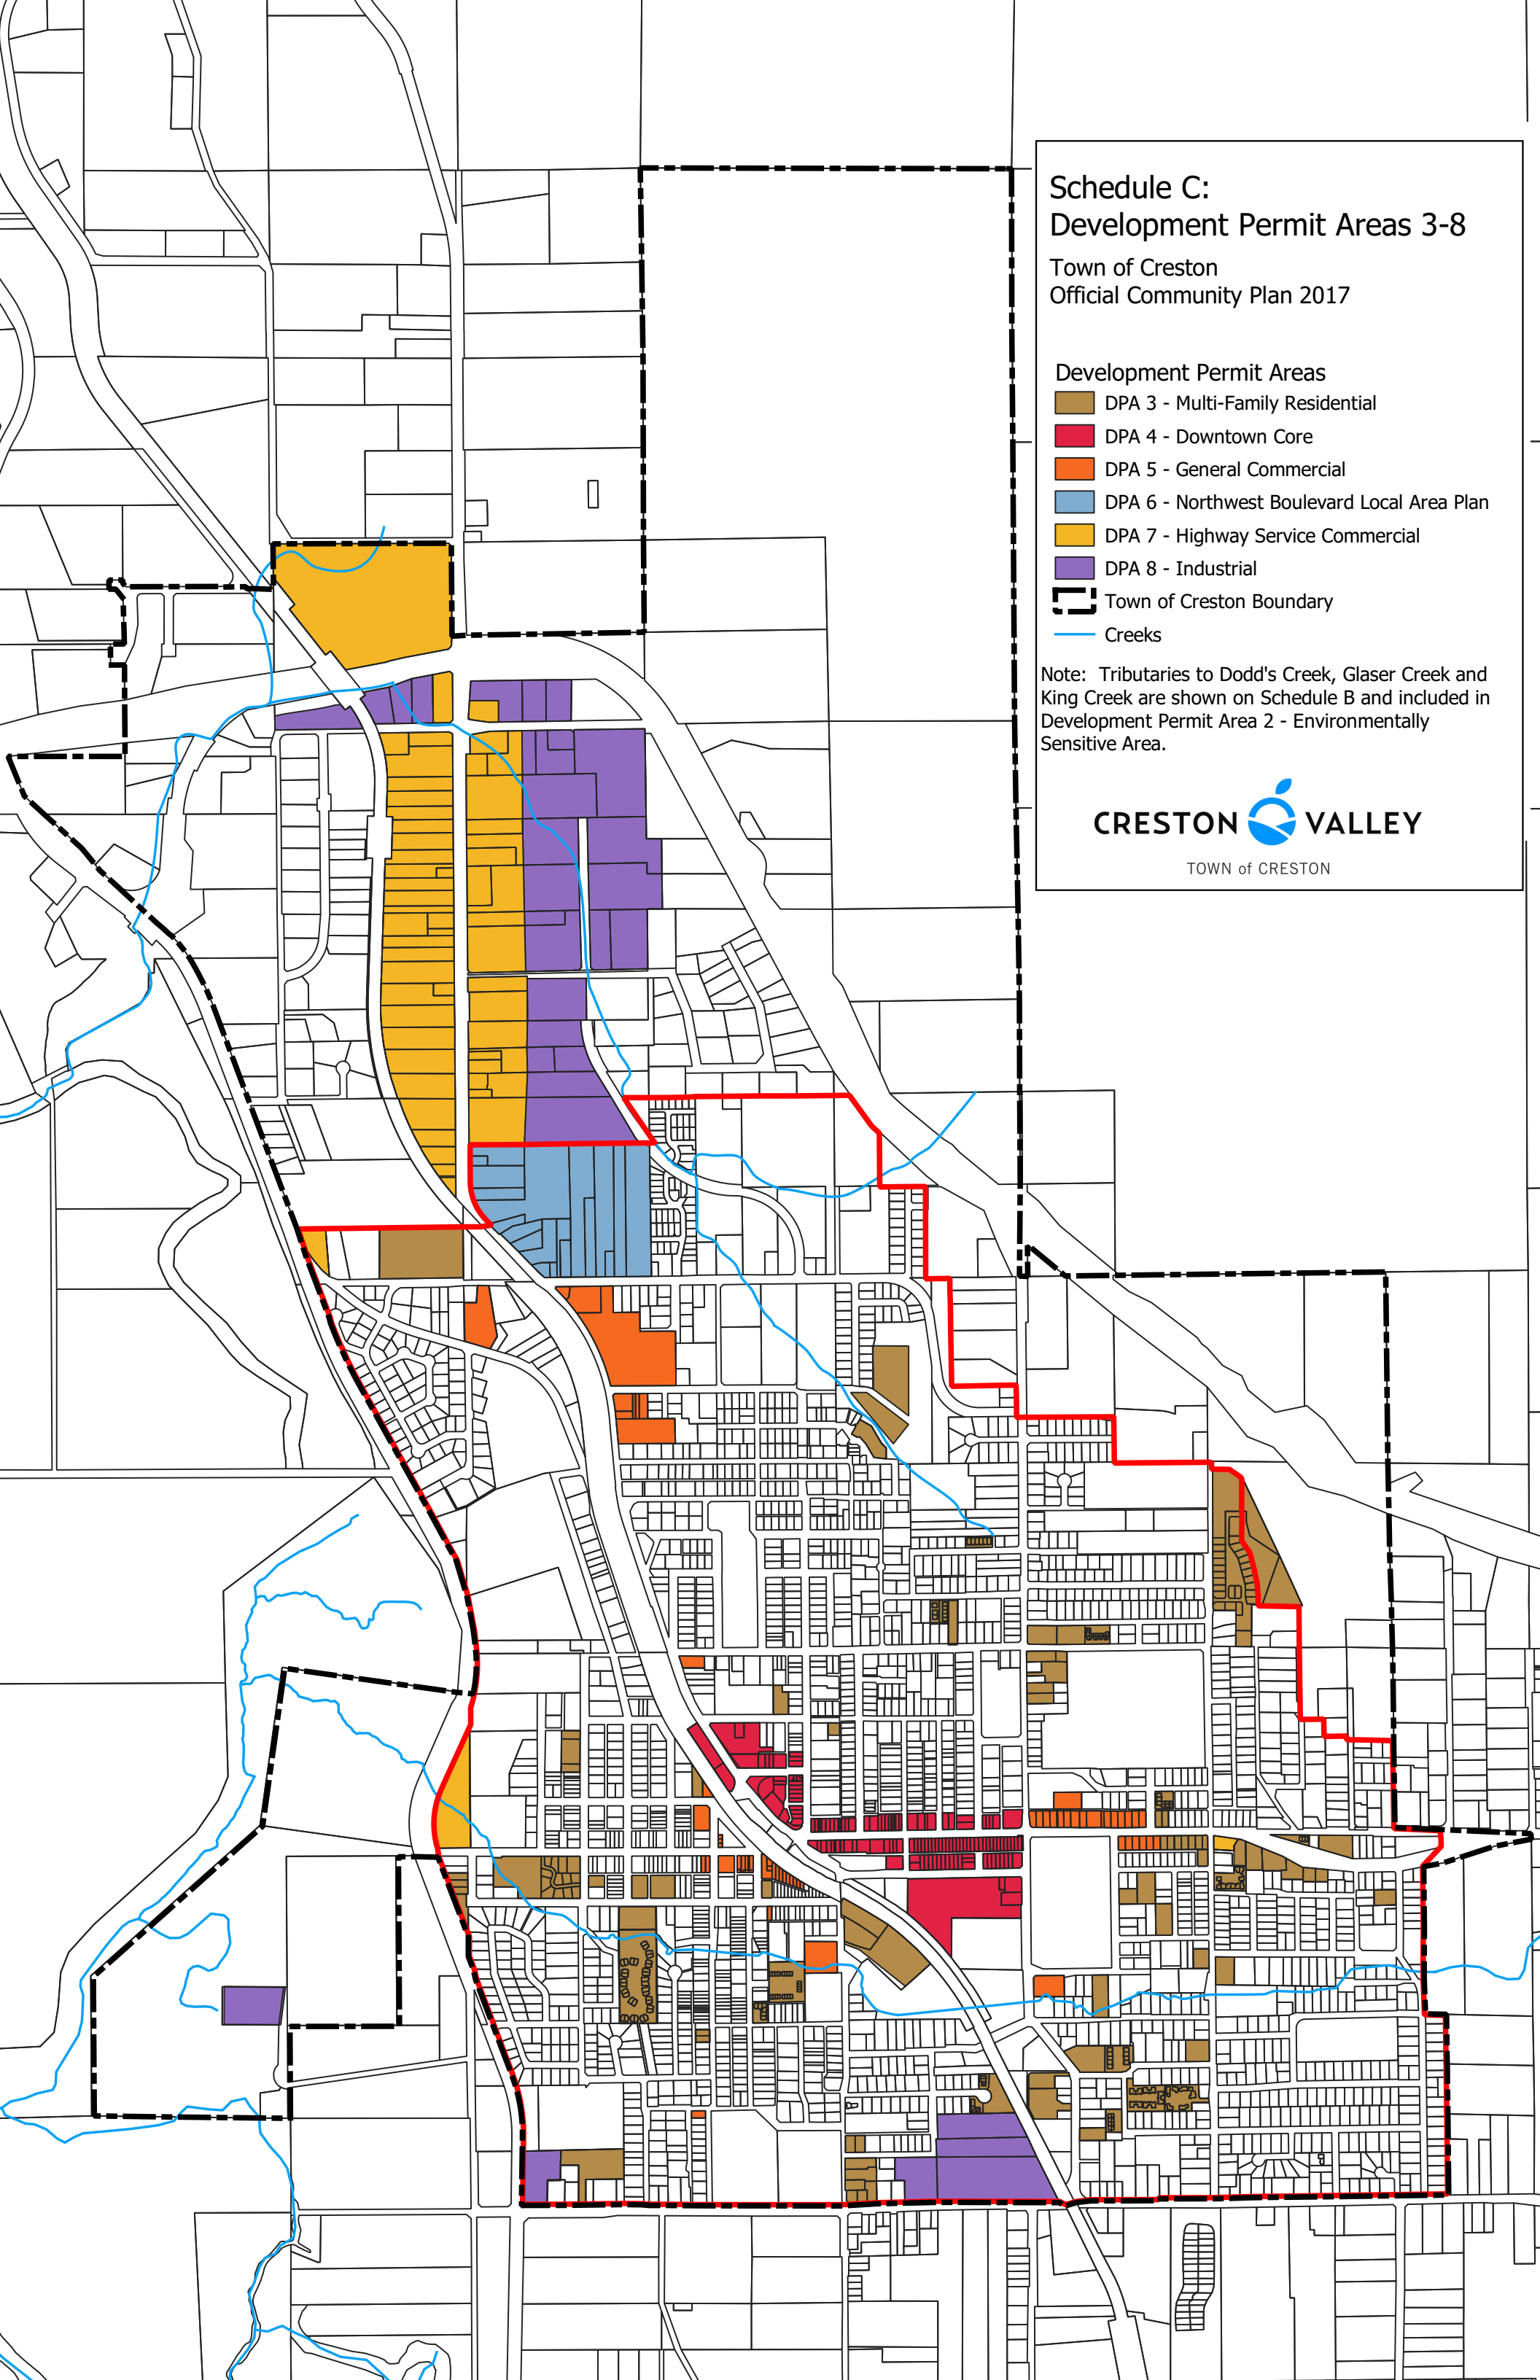 Schedule C:
Development Permit Areas 3-8
Town of Creston
Official Community Plan 2017
Development Permit Areas
DPA 3 - Multi-Family Residential
DPA 4 - Downtown Core
DPA 5 - General Commercial
DPA 6 - Northwest Boulevard Local Area Plan
DPA 7 - Highway Service Commercial
DPA 8 - Industrial
Town of Creston Boundary
Creeks
Note: Tributaries to Dodd's Creek, Glaser Creek and
King Creek are shown on Schedule B and included in
Development Permit Area 2 - Environmentally
Sensitive Area.
CRESTON VALLEY
TOWN of CRESTON